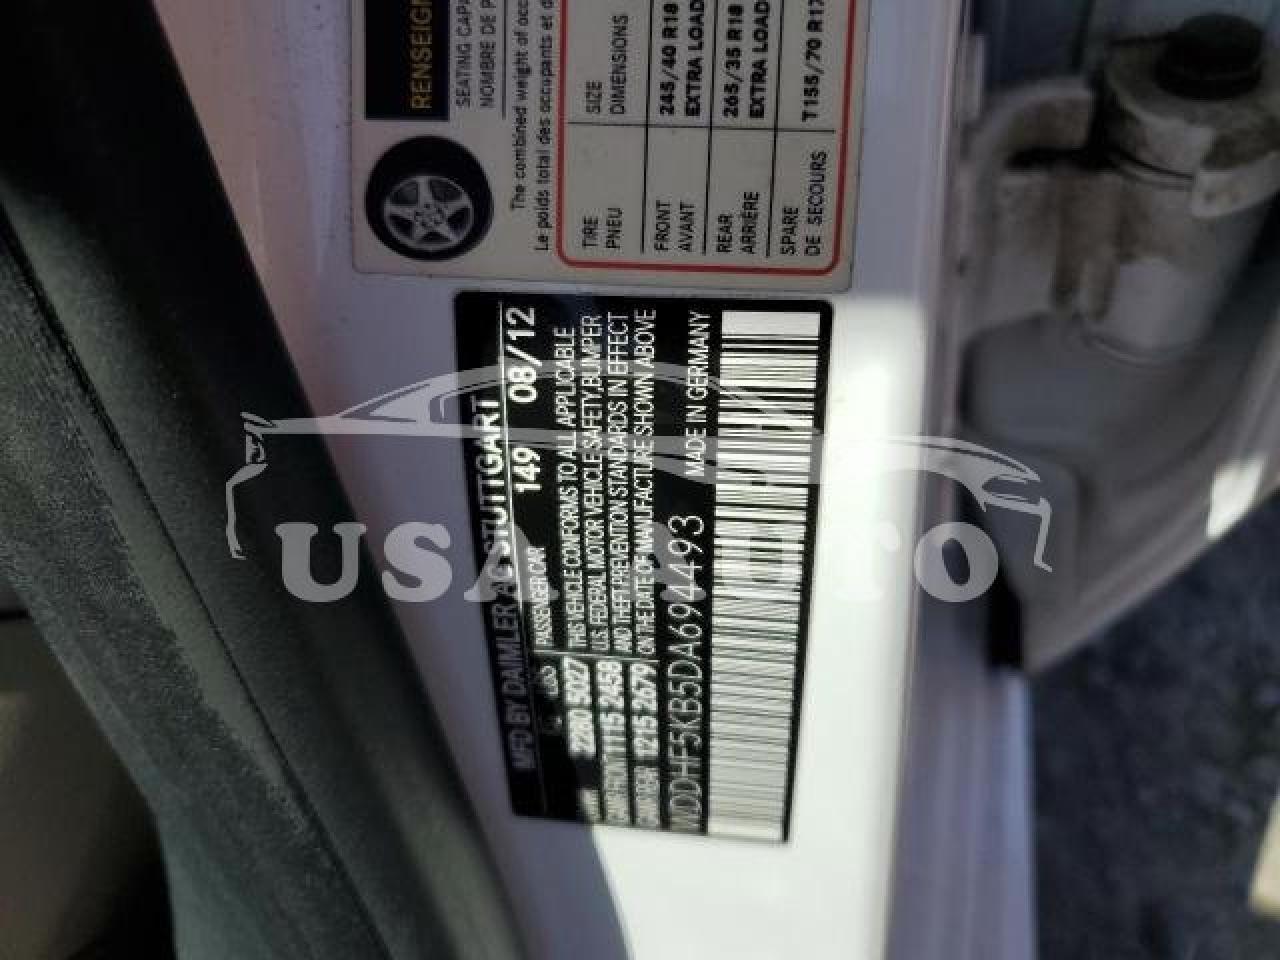 RENSEIGN
SEATING CAPA
NOMBRE DE P
The combined weight of occ
Le poids total des occupants et d
TIRE SIZE
PNEU DIMENSIONS
FRONT 245/40 R18
AVANT EXTRA LOAD
REAR 265/35 R18
ARRIÈRE EXTRA LOAD
SPARE T155/70 R17
DE SECOURS
MFD BY DAIMLER AG STUTTGART
149 08/12
PASSENGER CAR
THIS VEHICLE CONFORMS TO ALL APPLICABLE
U.S. FEDERAL MOTOR VEHICLE SAFETY, BUMPER
AND THEFT PREVENTION STANDARDS IN EFFECT
ON THE DATE OF MANUFACTURE SHOWN ABOVE
2260 5027
1115 2458
1215 2679
WDDHF5KB5DA694493
MADE IN GERMANY
USA AUTO